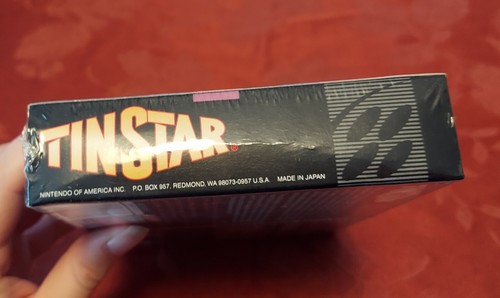 TINSTAR®
NINTENDO OF AMERICA INC. P.O. BOX 957, REDMOND, WA 98073-0957 U.S.A MADE IN JAPAN